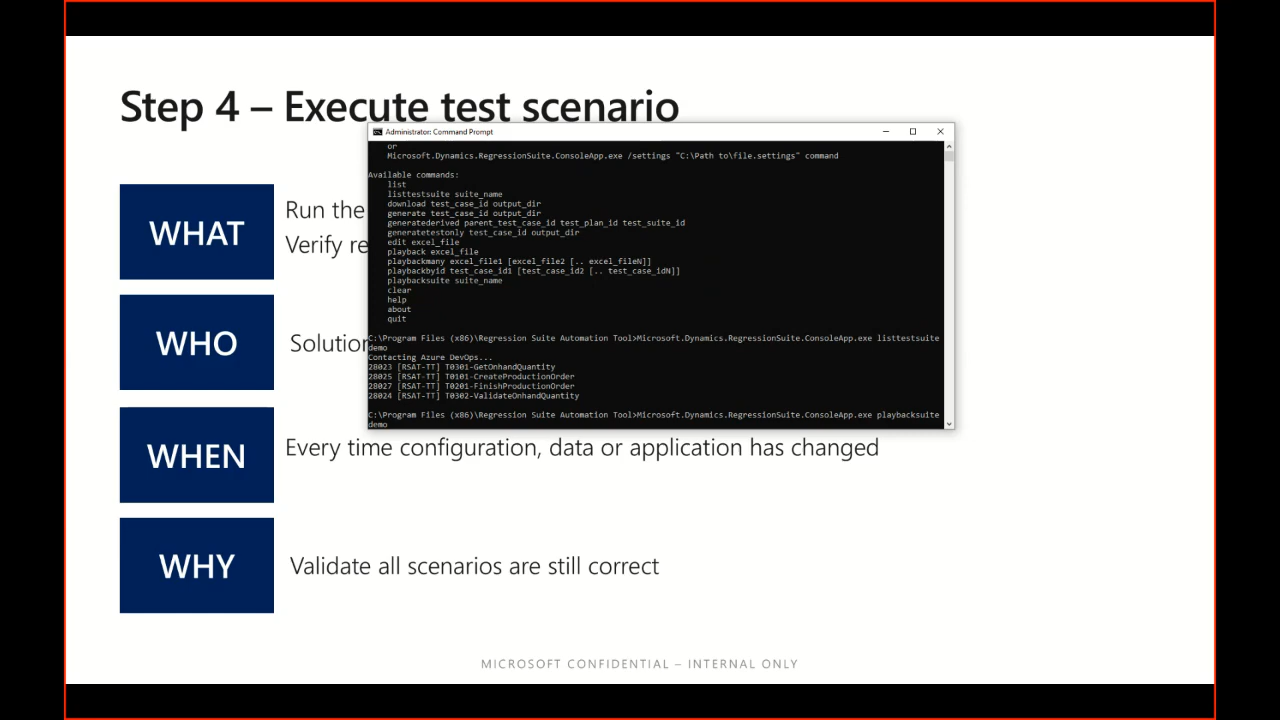 Step 4 – Execute test scenario
Administrator: Command Prompt
or
Microsoft.Dynamics.RegressionSuite.ConsoleApp.exe /settings "C:\Path to\file.settings" command
Available commands:
list
listtestsuite suite_name
download test_case_id output_dir
generate test_case_id output_dir
generatederived parent_test_case_id test_plan_id test_suite_id
generatetestonly test_case_id output_dir
edit excel_file
playback excel_file
playbackmany excel_file1 [excel_file2 [.. excel_fileN]]
playbackbyid test_case_id1 [test_case_id2 [.. test_case_idN]]
playbacksuite suite_name
clear
help
about
quit
C:\Program Files (x86)\Regression Suite Automation Tool>Microsoft.Dynamics.RegressionSuite.ConsoleApp.exe listtestsuite
demo
Contacting Azure DevOps...
28023 [RSAT-TT] T0301-GetOnhandQuantity
28025 [RSAT-TT] T0101-CreateProductionOrder
28027 [RSAT-TT] T0201-FinishProductionOrder
28024 [RSAT-TT] T0302-ValidateOnhandQuantity
C:\Program Files (x86)\Regression Suite Automation Tool>Microsoft.Dynamics.RegressionSuite.ConsoleApp.exe playbacksuite
demo
WHAT
Run the
Verify re
WHO
Solution
WHEN
Every time configuration, data or application has changed
WHY
Validate all scenarios are still correct
MICROSOFT CONFIDENTIAL – INTERNAL ONLY